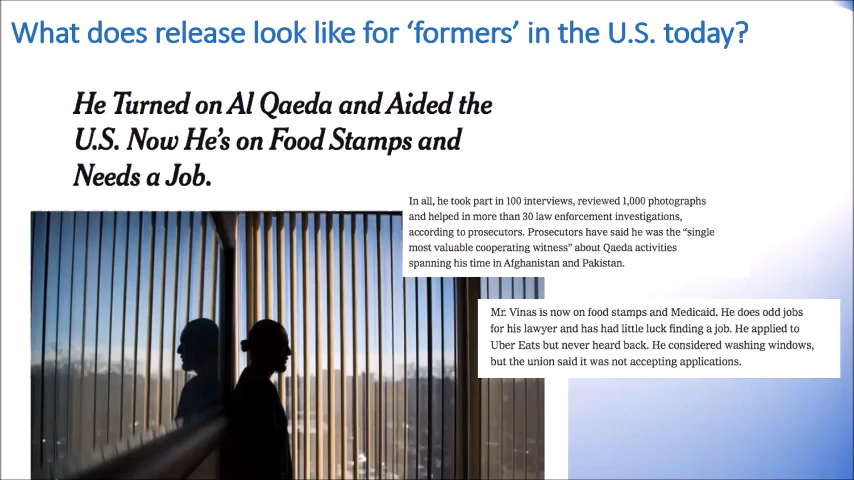 What does release look like for ‘formers’ in the U.S. today?
He Turned on Al Qaeda and Aided the
U.S. Now He’s on Food Stamps and
Needs a Job.
In all, he took part in 100 interviews, reviewed 1,000 photographs
and helped in more than 30 law enforcement investigations,
according to prosecutors. Prosecutors have said he was the “single
most valuable cooperating witness” about Qaeda activities
spanning his time in Afghanistan and Pakistan.
Mr. Vinas is now on food stamps and Medicaid. He does odd jobs
for his lawyer and has had little luck finding a job. He applied to
Uber Eats but never heard back. He considered washing windows,
but the union said it was not accepting applications.